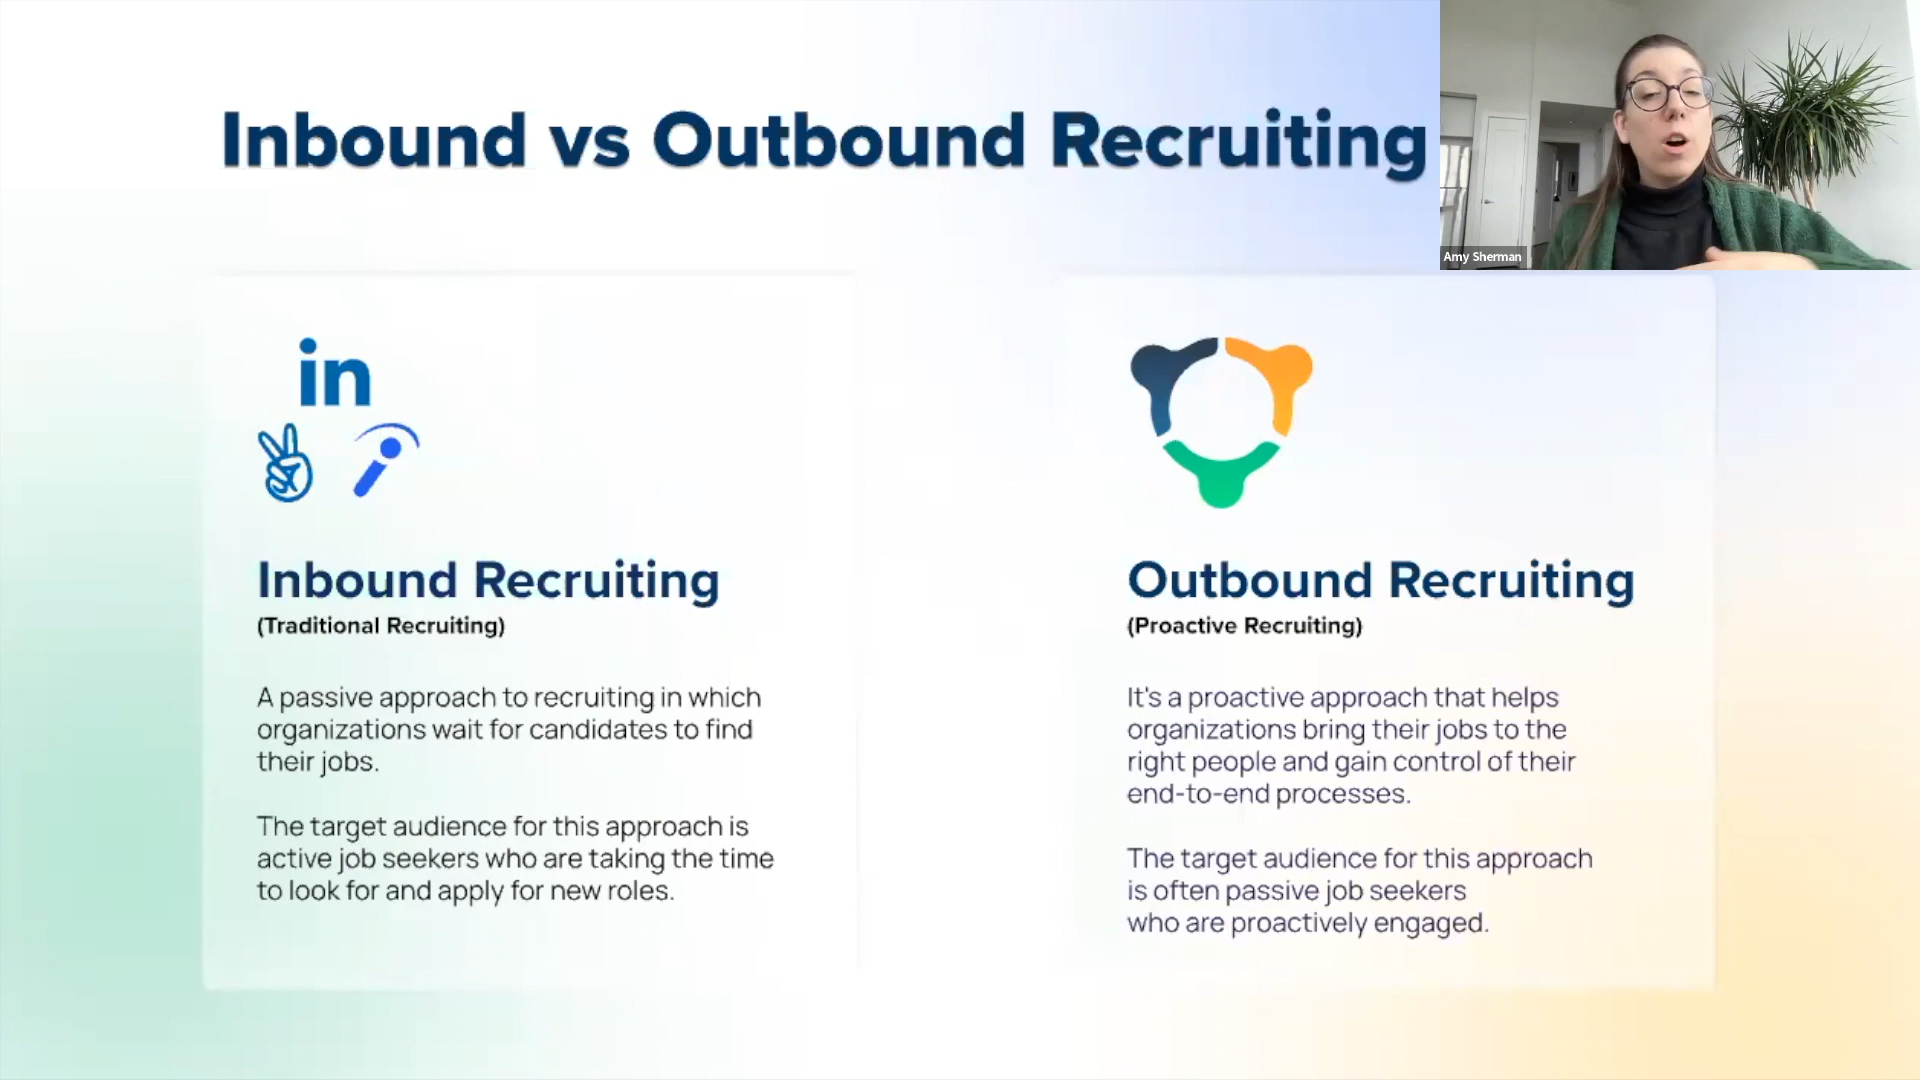 Inbound vs Outbound Recruiting
Amy Sherman
in
Inbound Recruiting
(Traditional Recruiting)
A passive approach to recruiting in which
organizations wait for candidates to find
their jobs.
The target audience for this approach is
active job seekers who are taking the time
to look for and apply for new roles.
Outbound Recruiting
(Proactive Recruiting)
It's a proactive approach that helps
organizations bring their jobs to the
right people and gain control of their
end-to-end processes.
The target audience for this approach
is often passive job seekers
who are proactively engaged.